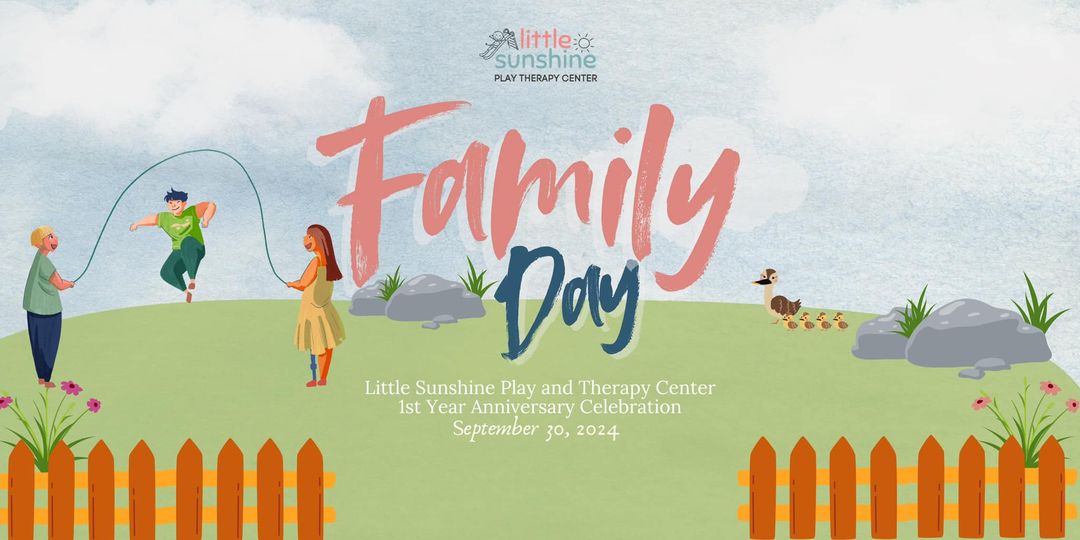 little
sunshine
PLAY THERAPY CENTER
Family
Day
Little Sunshine Play and Therapy Center
1st Year Anniversary Celebration
September 30, 2024